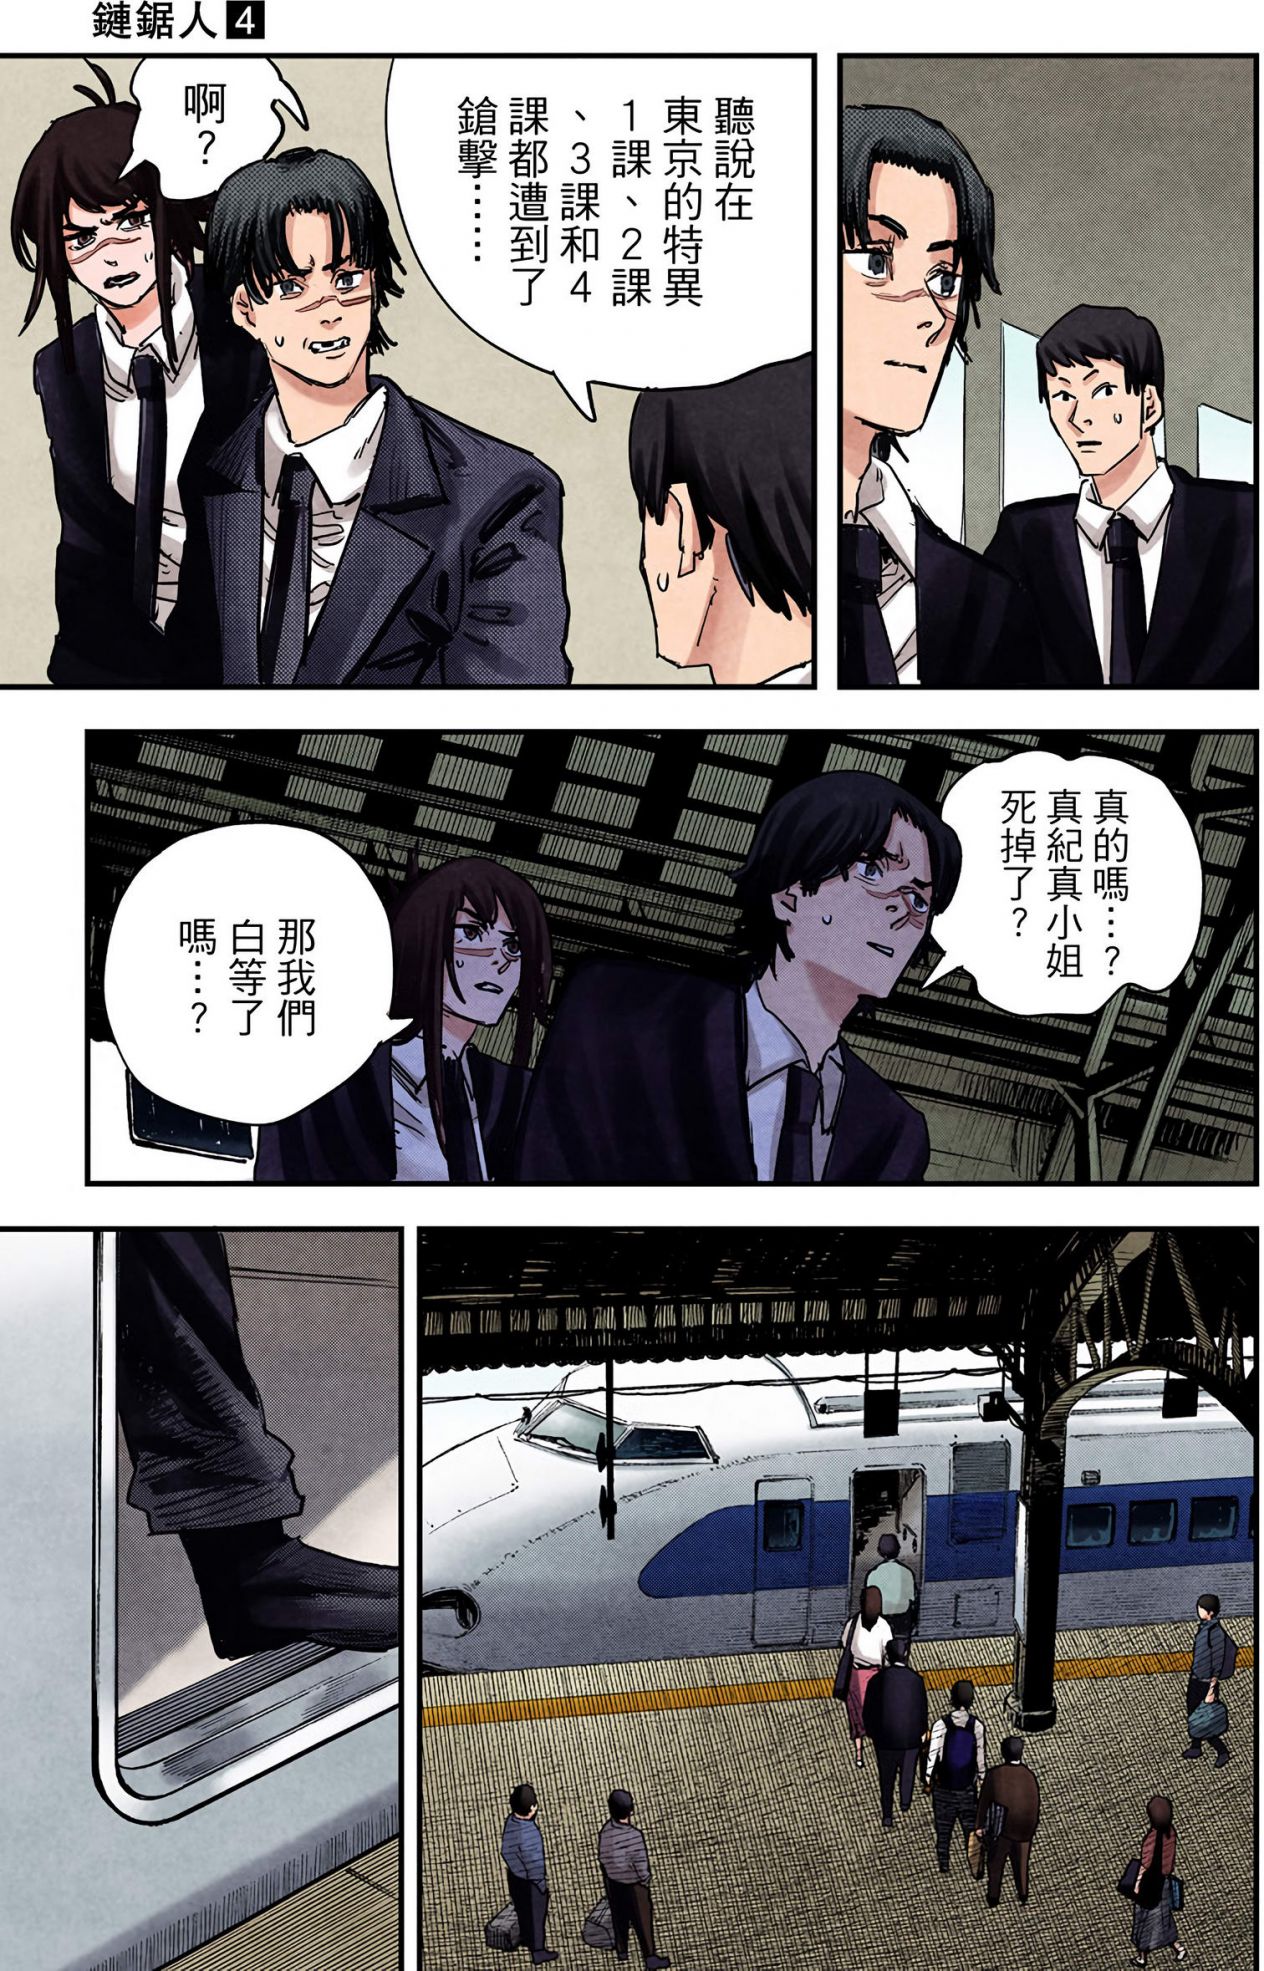 鏈鋸人4
聽說在
東京的特異
1課、2課
、3課和4
課都遭到了
鎗擊……
啊?
真的嗎…?
真紀真小姐
死掉了?
那我們
白等了
嗎…?